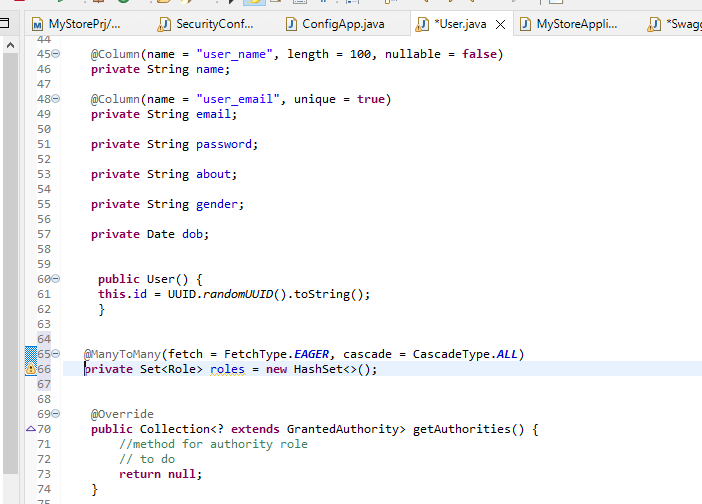 MyStorePrj/...
SecurityConf...
ConfigApp.java
*User.java
MyStoreAppli...
*Swagg
44
45 @Column(name = "user_name", length = 100, nullable = false)
46 private String name;
47
48 @Column(name = "user_email", unique = true)
49 private String email;
50
51 private String password;
52
53 private String about;
54
55 private String gender;
56
57 private Date dob;
58
59
60 public User() {
61 this.id = UUID.randomUUID().toString();
62 }
63
64
65 @ManyToMany(fetch = FetchType.EAGER, cascade = CascadeType.ALL)
66 private Set<Role> roles = new HashSet<>();
67
68
69 @Override
70 public Collection<? extends GrantedAuthority> getAuthorities() {
71 //method for authority role
72 // to do
73 return null;
74 }
75